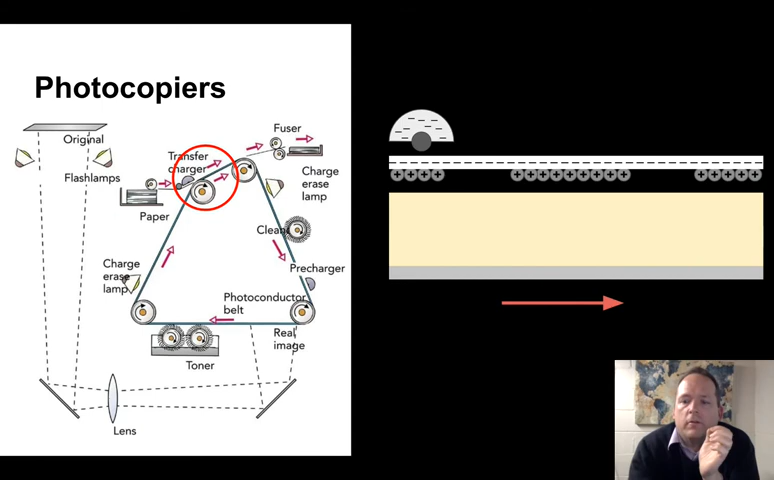 Photocopiers
Original
Flashlamps
Transfer
charger
Fuser
Charge
erase
lamp
Paper
Clean
Precharger
Charge
erase
lamp
Photoconductor
belt
Real
image
Toner
Lens